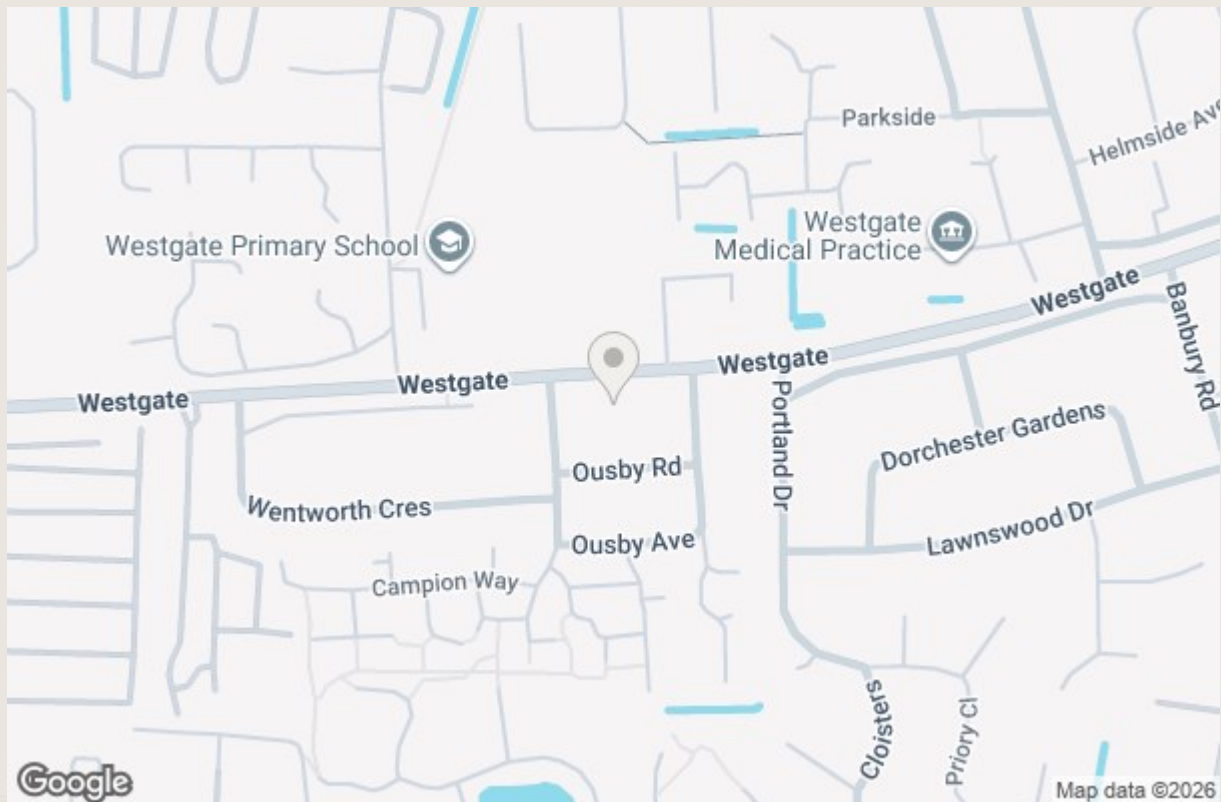 Parkside
Helmside Ave
Westgate Primary School
Westgate
Medical Practice
Westgate
Westgate
Westgate
Westgate
Banbury Rd
Portland Dr
Dorchester Gardens
Ousby Rd
Wentworth Cres
Lawnswood Dr
Ousby Ave
Campion Way
Cloisters
Priory Cl
Google
Map data ©2026